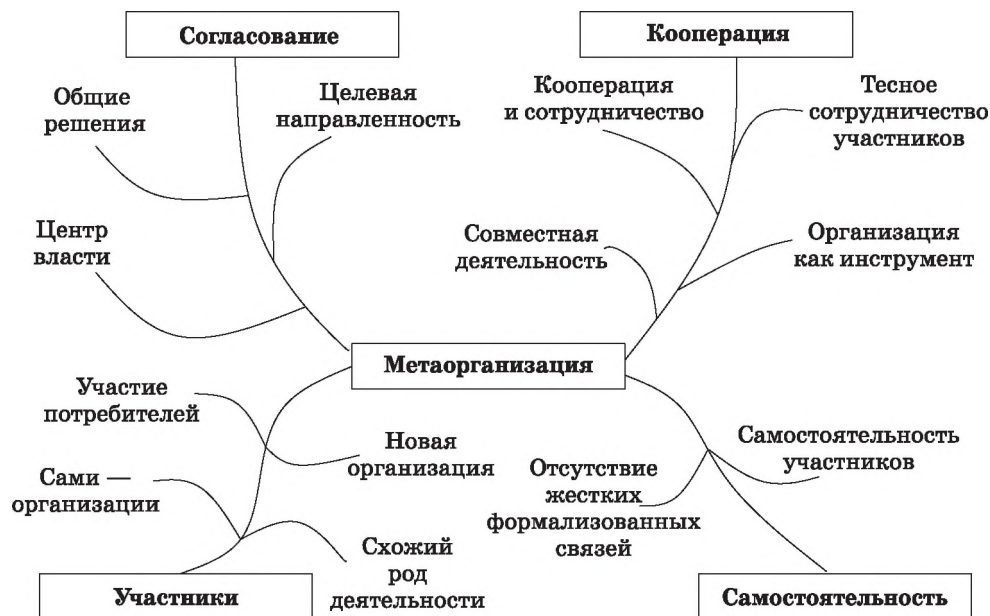 Согласование
Кооперация
Общие
решения
Целевая
направленность
Кооперация
и сотрудничество
Тесное
сотрудничество
участников
Центр
власти
Совместная
деятельность
Организация
как инструмент
Метаорганизация
Участие
потребителей
Новая
организация
Сами —
организации
Схожий
род
деятельности
Отсутствие
жестких
формализованных
связей
Самостоятельность
участников
Участники
Самостоятельность